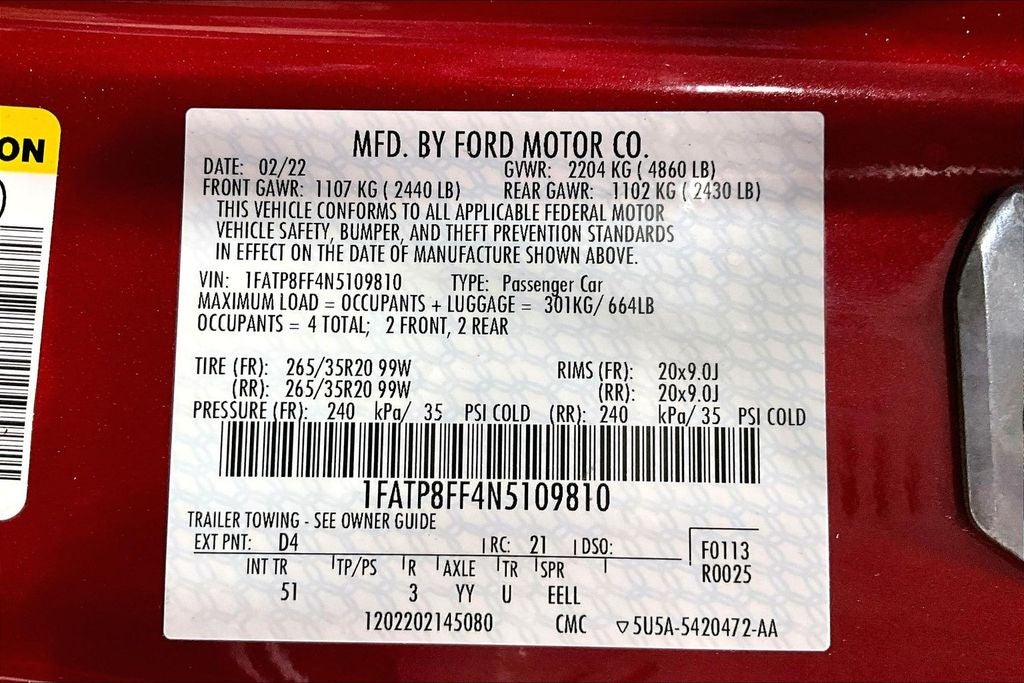 ON
MFD. BY FORD MOTOR CO.
DATE: 02/22 GVWR: 2204 KG ( 4860 LB)
FRONT GAWR: 1107 KG ( 2440 LB) REAR GAWR: 1102 KG ( 2430 LB)
THIS VEHICLE CONFORMS TO ALL APPLICABLE FEDERAL MOTOR
VEHICLE SAFETY, BUMPER, AND THEFT PREVENTION STANDARDS
IN EFFECT ON THE DATE OF MANUFACTURE SHOWN ABOVE.
VIN: 1FATP8FF4N5109810 TYPE: Passenger Car
MAXIMUM LOAD = OCCUPANTS + LUGGAGE = 301KG/ 664LB
OCCUPANTS = 4 TOTAL; 2 FRONT, 2 REAR
TIRE (FR): 265/35R20 99W RIMS (FR): 20x9.0J
(RR): 265/35R20 99W (RR): 20x9.0J
PRESSURE (FR): 240 kPa/ 35 PSI COLD (RR): 240 kPa/ 35 PSI COLD
1FATP8FF4N5109810
TRAILER TOWING - SEE OWNER GUIDE
EXT PNT: D4 RC: 21 DSO: F0113
INT TR TP/PS R AXLE TR SPR R0025
51 3 YY U EELL
1202202145080 CMC ▽5U5A-5420472-AA